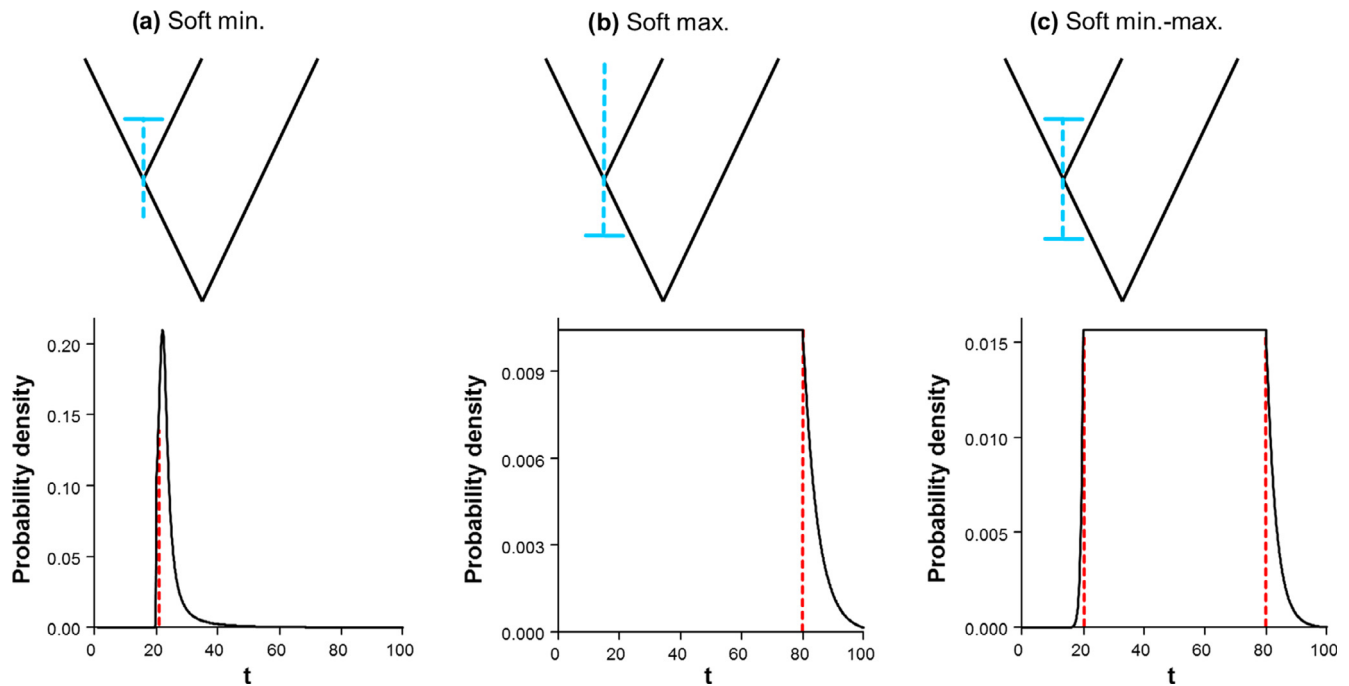 (a) Soft min.
(b) Soft max.
(c) Soft min.-max.
Probability density
0.20
0.15
0.10
0.05
0.00
0 20 40 60 80 100
t
Probability density
0.009
0.006
0.003
0.000
0 20 40 60 80 100
t
Probability density
0.015
0.010
0.005
0.000
0 20 40 60 80 100
t